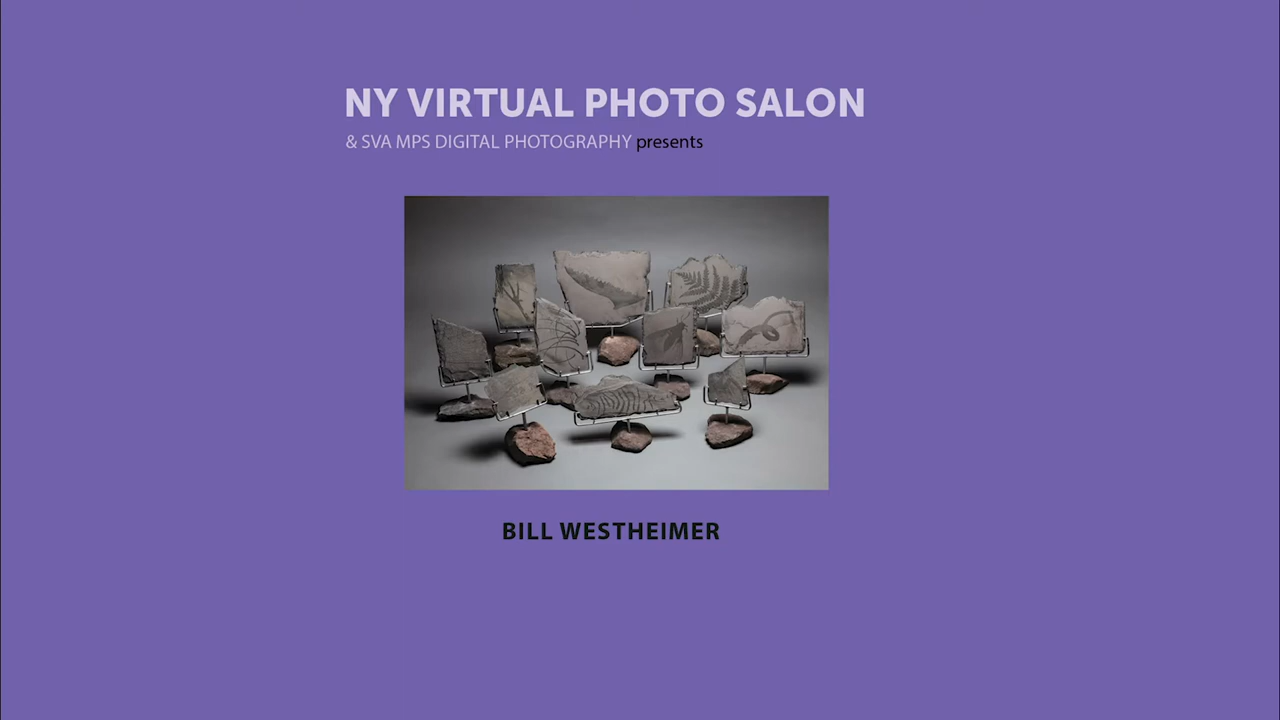 NY VIRTUAL PHOTO SALON
& SVA MPS DIGITAL PHOTOGRAPHY presents
BILL WESTHEIMER